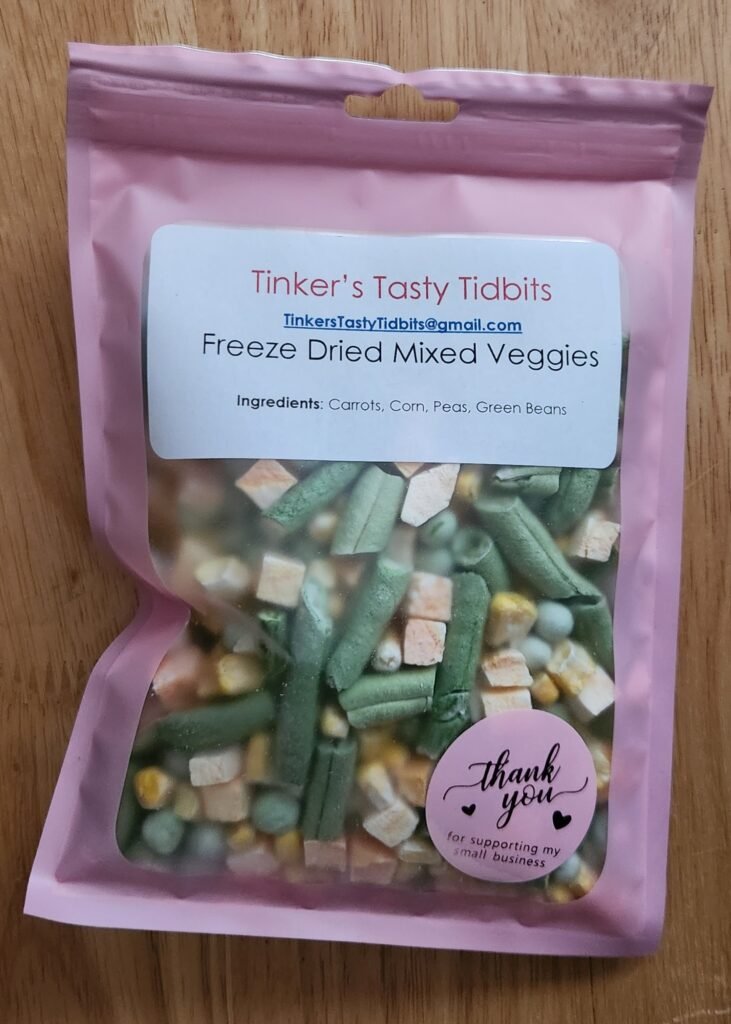 Tinker's Tasty Tidbits
TinkersTastyTidbits@gmail.com
Freeze Dried Mixed Veggies
Ingredients: Carrots, Corn, Peas, Green Beans
thank
you
for supporting my
small business